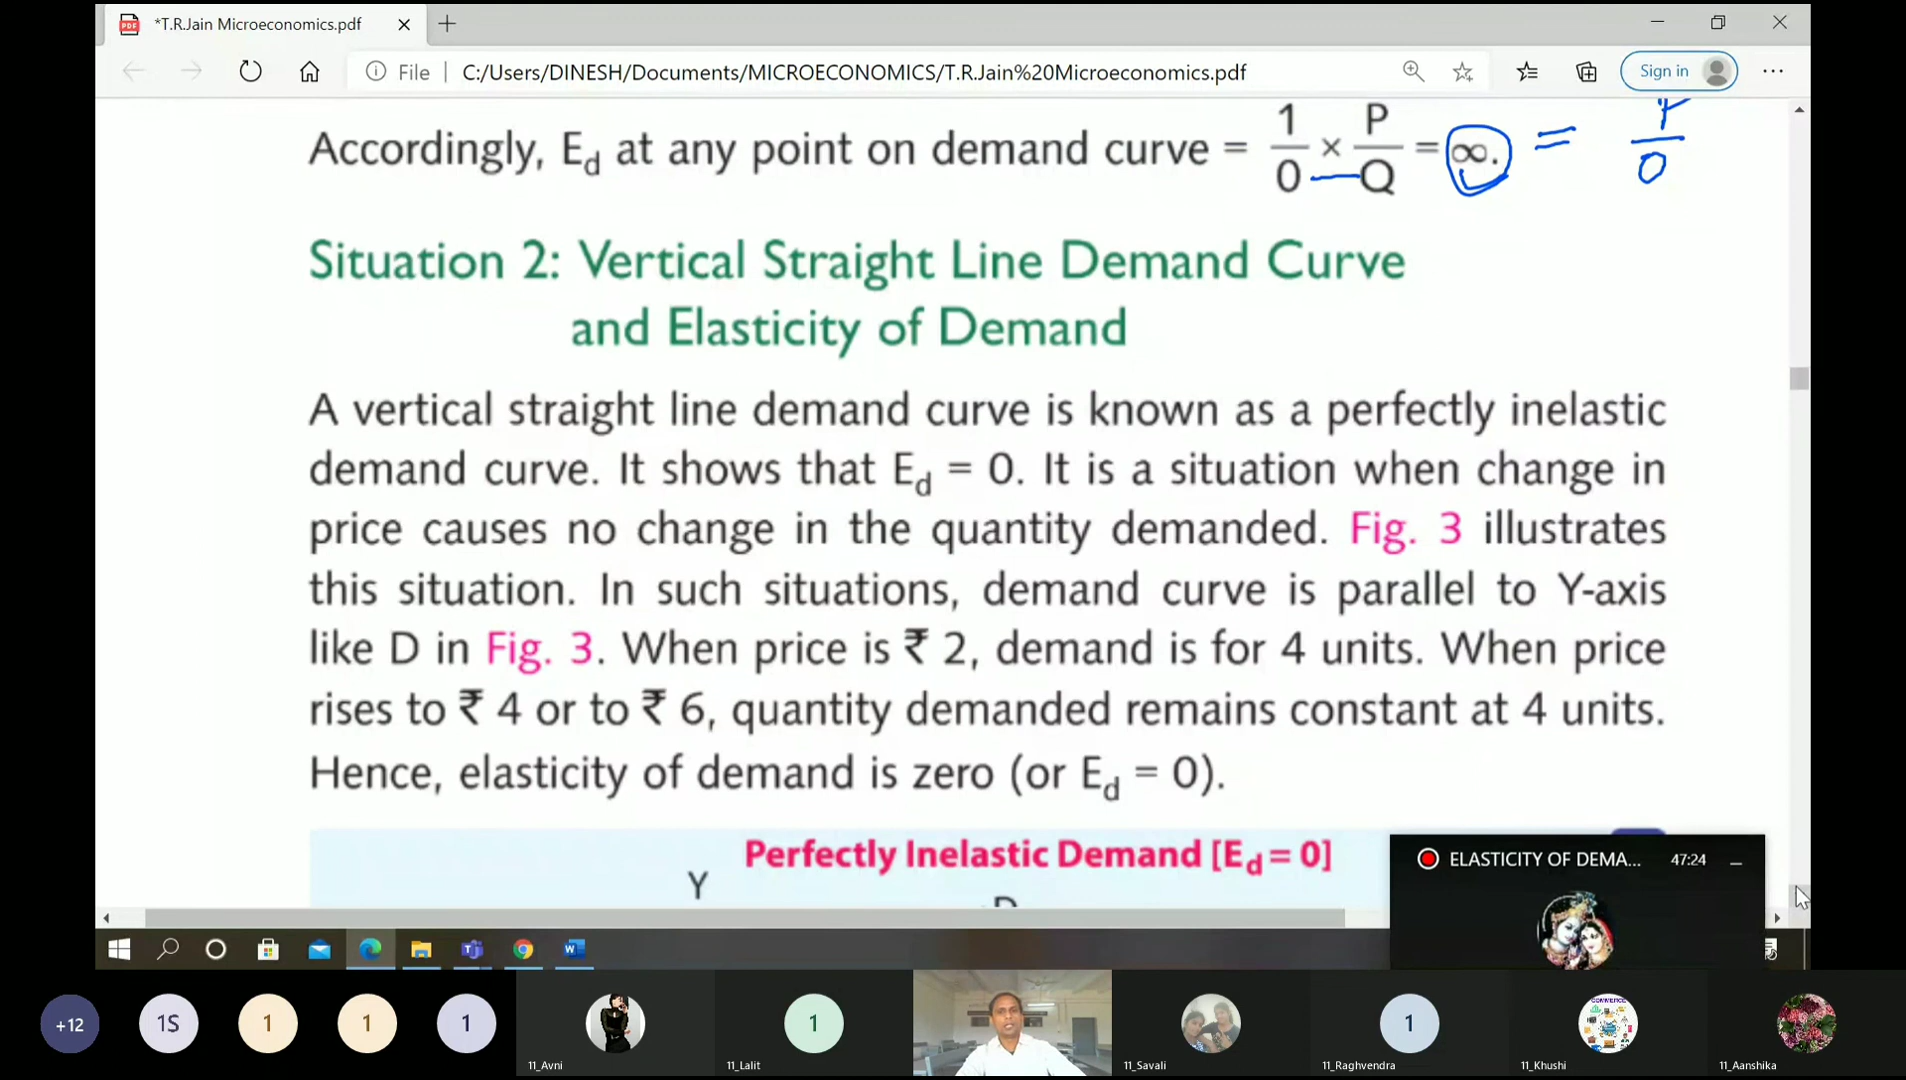 *T.R.Jain Microeconomics.pdf
File | C:/Users/DINESH/Documents/MICROECONOMICS/T.R.Jain%20Microeconomics.pdf
Sign in
Accordingly, Ed at any point on demand curve = 1/0 × P/Q = ∞. = P/0
Situation 2: Vertical Straight Line Demand Curve
and Elasticity of Demand
A vertical straight line demand curve is known as a perfectly inelastic
demand curve. It shows that Ed = 0. It is a situation when change in
price causes no change in the quantity demanded. Fig. 3 illustrates
this situation. In such situations, demand curve is parallel to Y-axis
like D in Fig. 3. When price is ₹ 2, demand is for 4 units. When price
rises to ₹ 4 or to ₹ 6, quantity demanded remains constant at 4 units.
Hence, elasticity of demand is zero (or Ed = 0).
Perfectly Inelastic Demand [Ed = 0]
Y
D
ELASTICITY OF DEMA... 47:24
+12 1S 1 1 1 1 1
11_Avni 11_Lalit 11_Savali 11_Raghvendra 11_Khushi 11_Aanshika